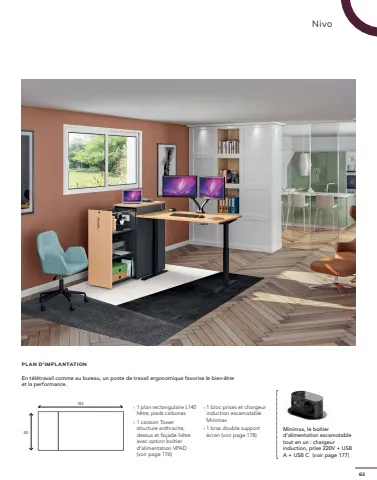 Nivo
PLAN D'IMPLANTATION
En télétravail comme au bureau, un poste de travail ergonomique favorise le bien-être
et la performance.
80
› 1 plan rectangulaire L140
hêtre, pieds carbones
› 1 caisson Tower
structure anthracite,
dessus et façade hêtre
avec option boîtier
d'alimentation VPAD
(voir page 176)
› 1 bloc prises et chargeur
induction escamotable
Minimax
› 1 bras double support
écran (voir page 178)
Minimax, le boîtier
d'alimentation escamotable
tout en un : chargeur
induction, prise 220V + USB
A + USB C (voir page 177)
63